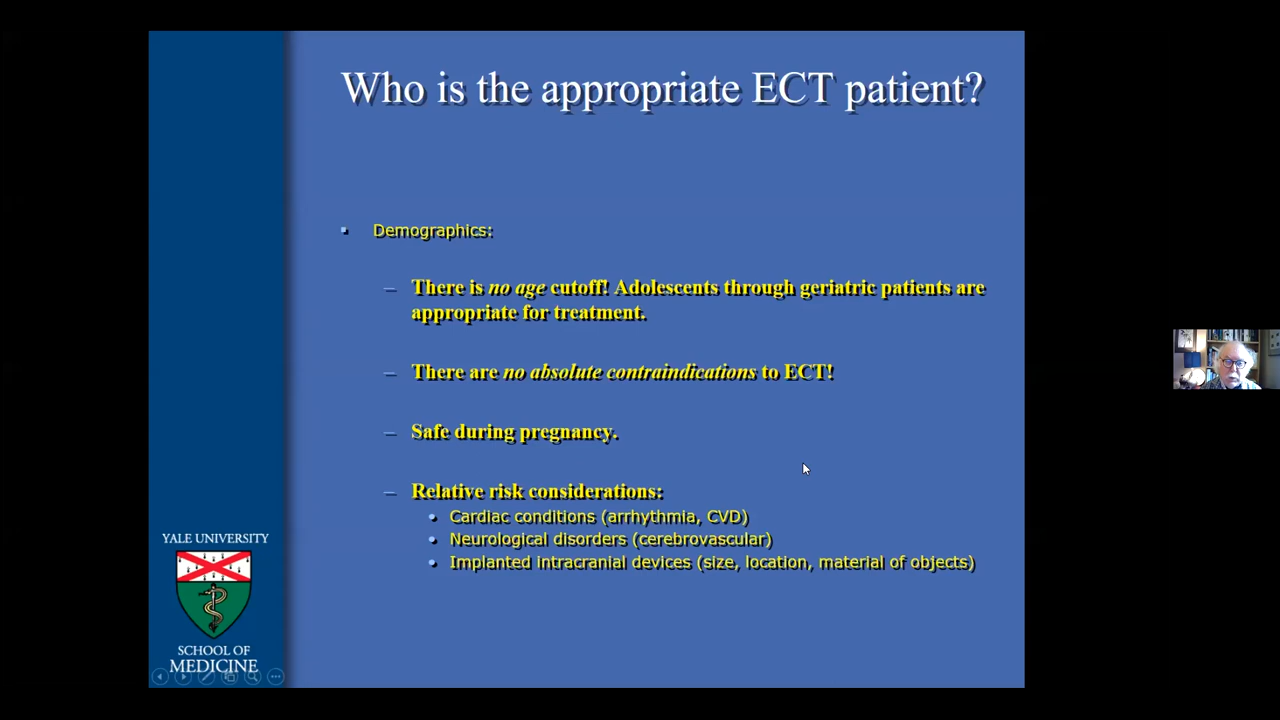 Who is the appropriate ECT patient?
Demographics:
– There is no age cutoff! Adolescents through geriatric patients are
appropriate for treatment.
– There are no absolute contraindications to ECT!
– Safe during pregnancy.
– Relative risk considerations:
• Cardiac conditions (arrhythmia, CVD)
• Neurological disorders (cerebrovascular)
• Implanted intracranial devices (size, location, material of objects)
YALE UNIVERSITY
SCHOOL OF
MEDICINE